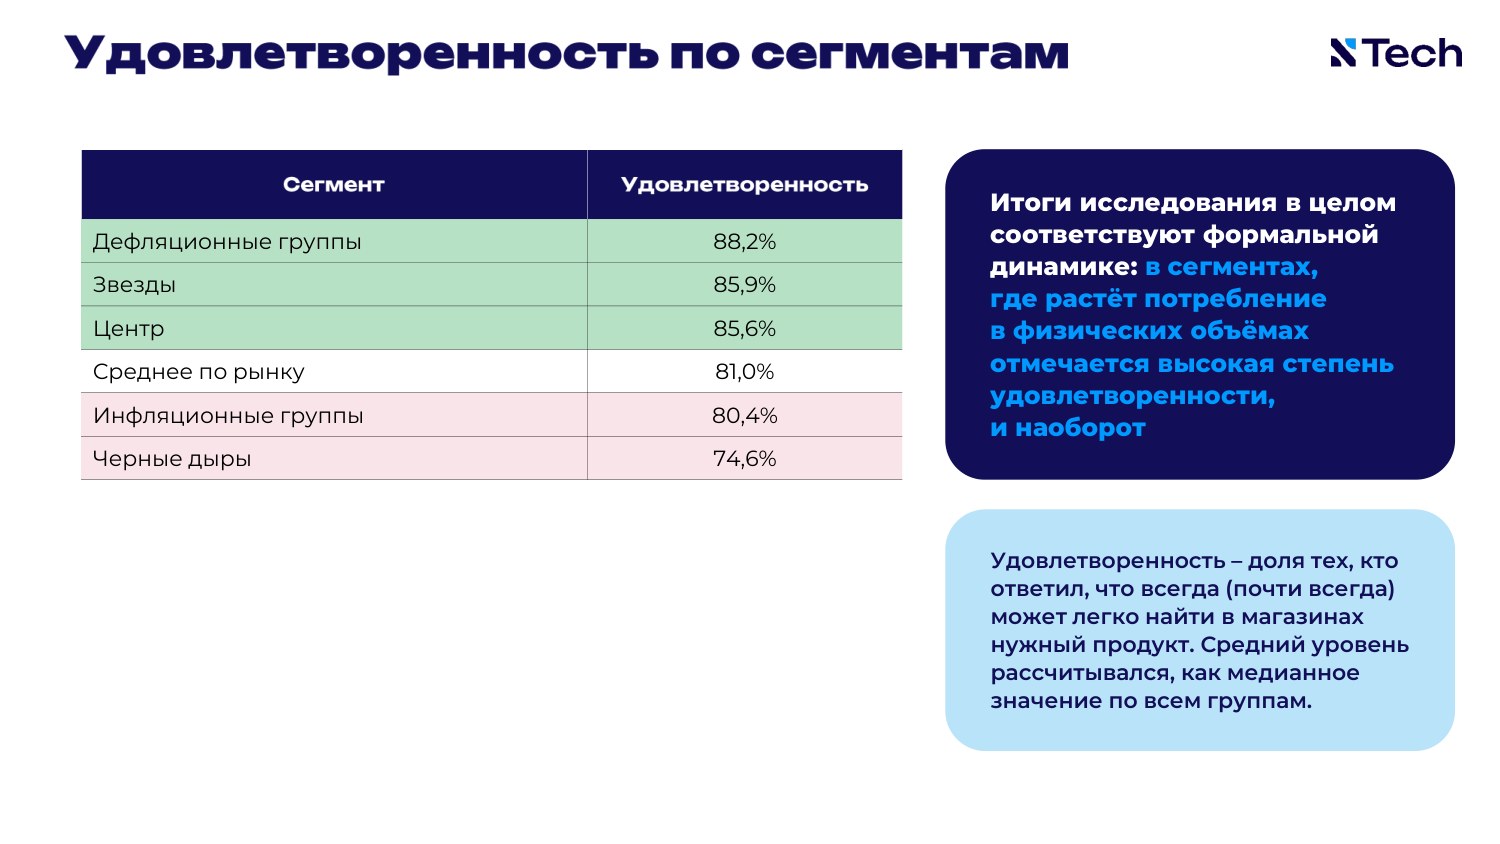 Удовлетворенность по сегментам
Tech
Сегмент Удовлетворенность
Дефляционные группы 88,2%
Звезды 85,9%
Центр 85,6%
Среднее по рынку 81,0%
Инфляционные группы 80,4%
Черные дыры 74,6%
Итоги исследования в целом
соответствуют формальной
динамике: в сегментах,
где растёт потребление
в физических объёмах
отмечается высокая степень
удовлетворенности,
и наоборот
Удовлетворенность – доля тех, кто
ответил, что всегда (почти всегда)
может легко найти в магазинах
нужный продукт. Средний уровень
рассчитывался, как медианное
значение по всем группам.